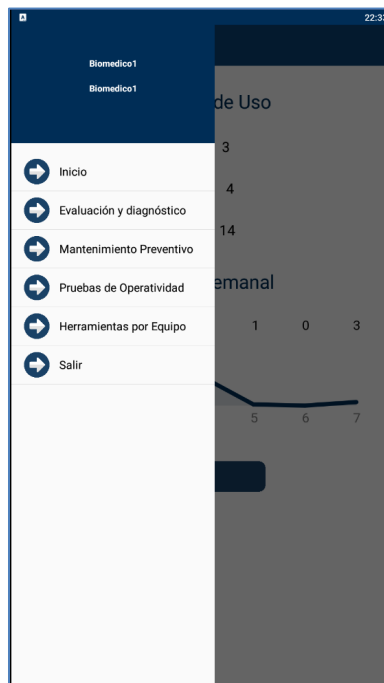 A
22:33
Biomedico1
Biomedico1
de Uso
3
4
14
Inicio
Evaluación y diagnóstico
Mantenimiento Preventivo
Pruebas de Operatividad
Herramientas por Equipo
Salir
emanal
1 0 3
5 6 7